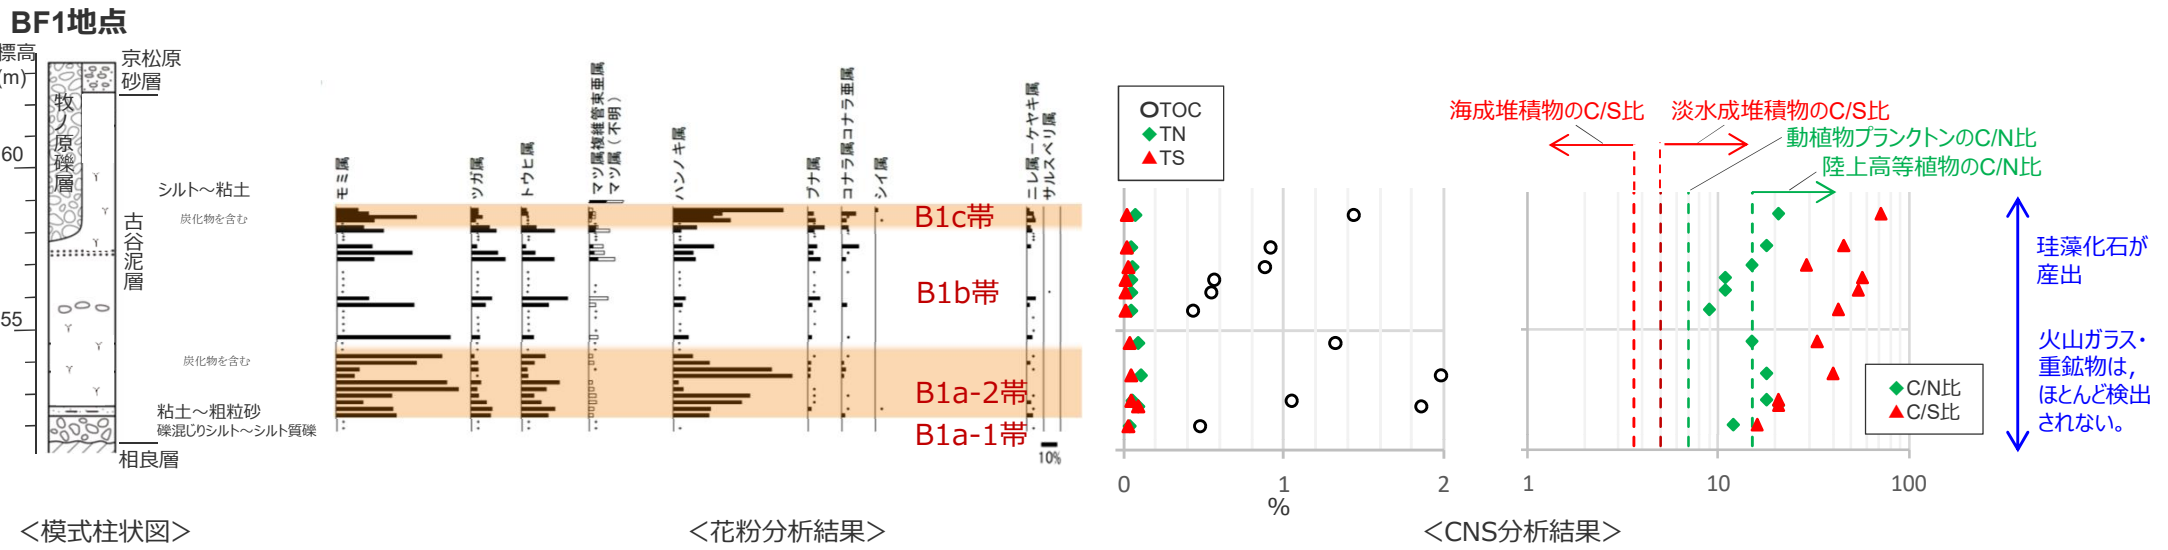 BF1地点
標高
(m)
60
55
京松原
砂層
牧ノ原礫層
古谷泥層
シルト～粘土
炭化物を含む
炭化物を含む
粘土～粗粒砂
礫混じりシルト～シルト質礫
相良層
＜模式柱状図＞
モミ属
ツガ属
トウヒ属
マツ属複維管束亜属
マツ属（不明）
ハンノキ属
ブナ属
コナラ属コナラ亜属
シイ属
ニレ属－ケヤキ属
サルスベリ属
B1c帯
B1b帯
B1a-2帯
B1a-1帯
10%
＜花粉分析結果＞
TOC
TN
TS
0
1
2
%
海成堆積物のC/S比
淡水成堆積物のC/S比
動植物プランクトンのC/N比
陸上高等植物のC/N比
C/N比
C/S比
1
10
100
＜CNS分析結果＞
珪藻化石が
産出
火山ガラス・
重鉱物は，
ほとんど検出
されない。